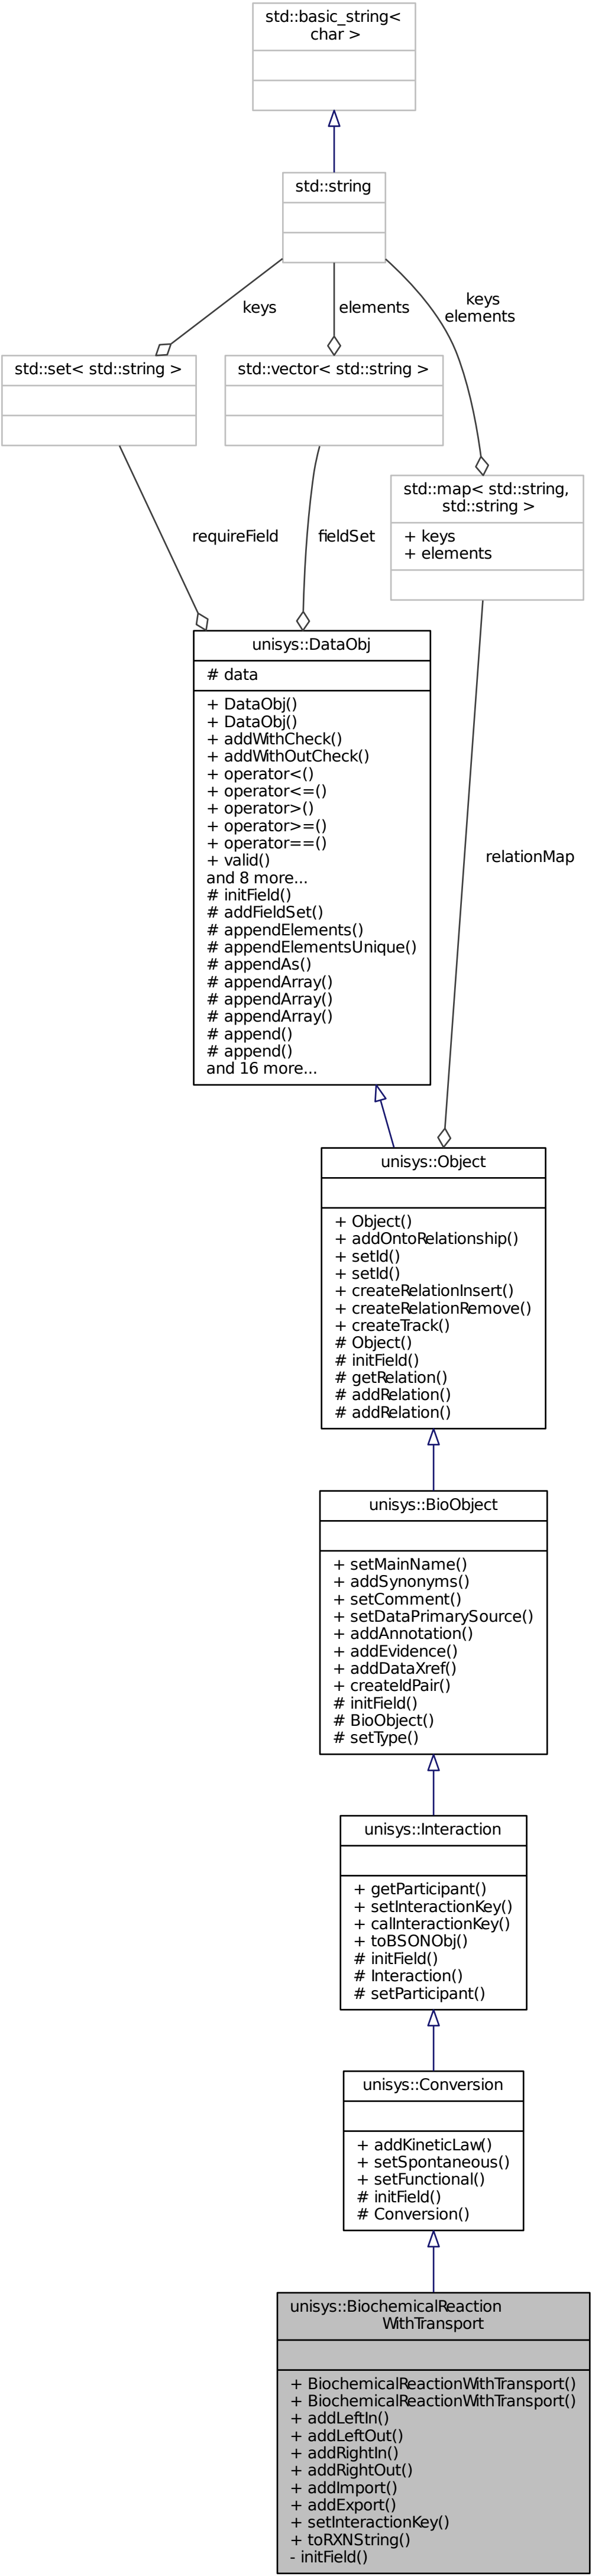 std::basic_string<
char >
std::string
keys
elements
keys
elements
std::set< std::string >
std::vector< std::string >
std::map< std::string,
std::string >
+ keys
+ elements
requireField
fieldSet
unisys::DataObj
# data
+ DataObj()
+ DataObj()
+ addWithCheck()
+ addWithOutCheck()
+ operator<()
+ operator<=()
+ operator>()
+ operator>=()
+ operator==()
+ valid()
and 8 more...
# initField()
# addFieldSet()
# appendElements()
# appendElementsUnique()
# appendAs()
# appendArray()
# appendArray()
# appendArray()
# append()
# append()
and 16 more...
relationMap
unisys::Object
+ Object()
+ addOntoRelationship()
+ setId()
+ setId()
+ createRelationInsert()
+ createRelationRemove()
+ createTrack()
# Object()
# initField()
# getRelation()
# addRelation()
# addRelation()
unisys::BioObject
+ setMainName()
+ addSynonyms()
+ setComment()
+ setDataPrimarySource()
+ addAnnotation()
+ addEvidence()
+ addDataXref()
+ createIdPair()
# initField()
# BioObject()
# setType()
unisys::Interaction
+ getParticipant()
+ setInteractionKey()
+ calInteractionKey()
+ toBSONObj()
# initField()
# Interaction()
# setParticipant()
unisys::Conversion
+ addKineticLaw()
+ setSpontaneous()
+ setFunctional()
# initField()
# Conversion()
unisys::BiochemicalReaction
WithTransport
+ BiochemicalReactionWithTransport()
+ BiochemicalReactionWithTransport()
+ addLeftIn()
+ addLeftOut()
+ addRightIn()
+ addRightOut()
+ addImport()
+ addExport()
+ setInteractionKey()
+ toRXNString()
- initField()